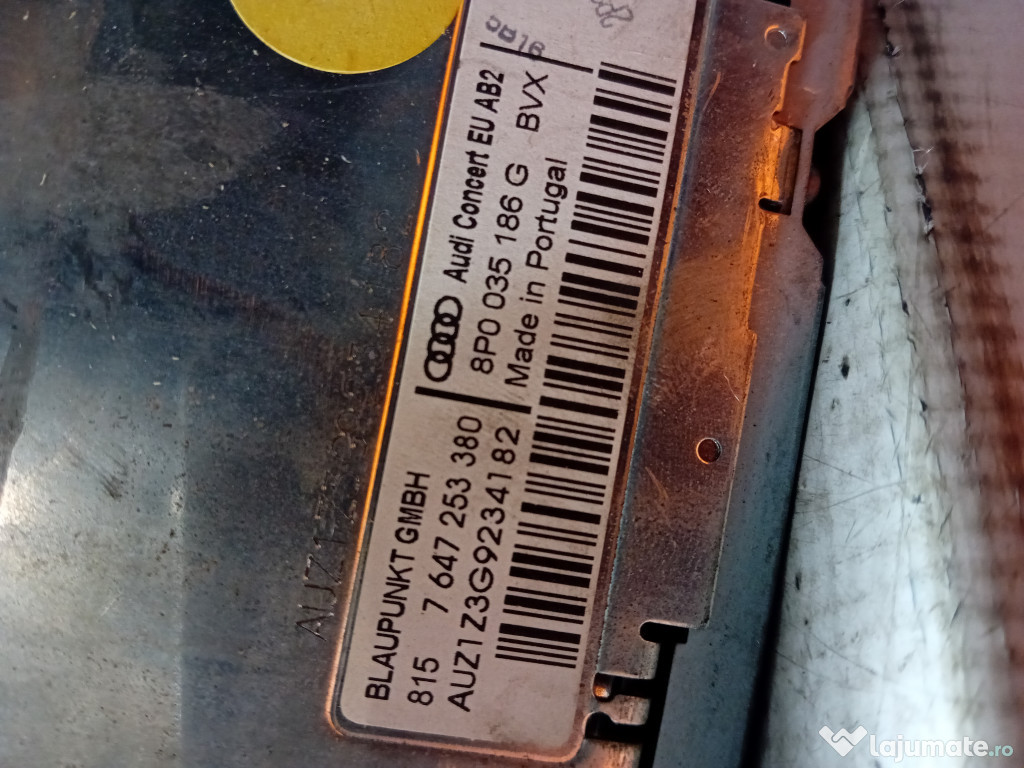 BLAUPUNKT GMBH
815 7 647 253 380
AUZ1Z3G9234182
Audi Concert EU AB2
8P0 035 186 G BVX
Made in Portugal
lajumate.ro